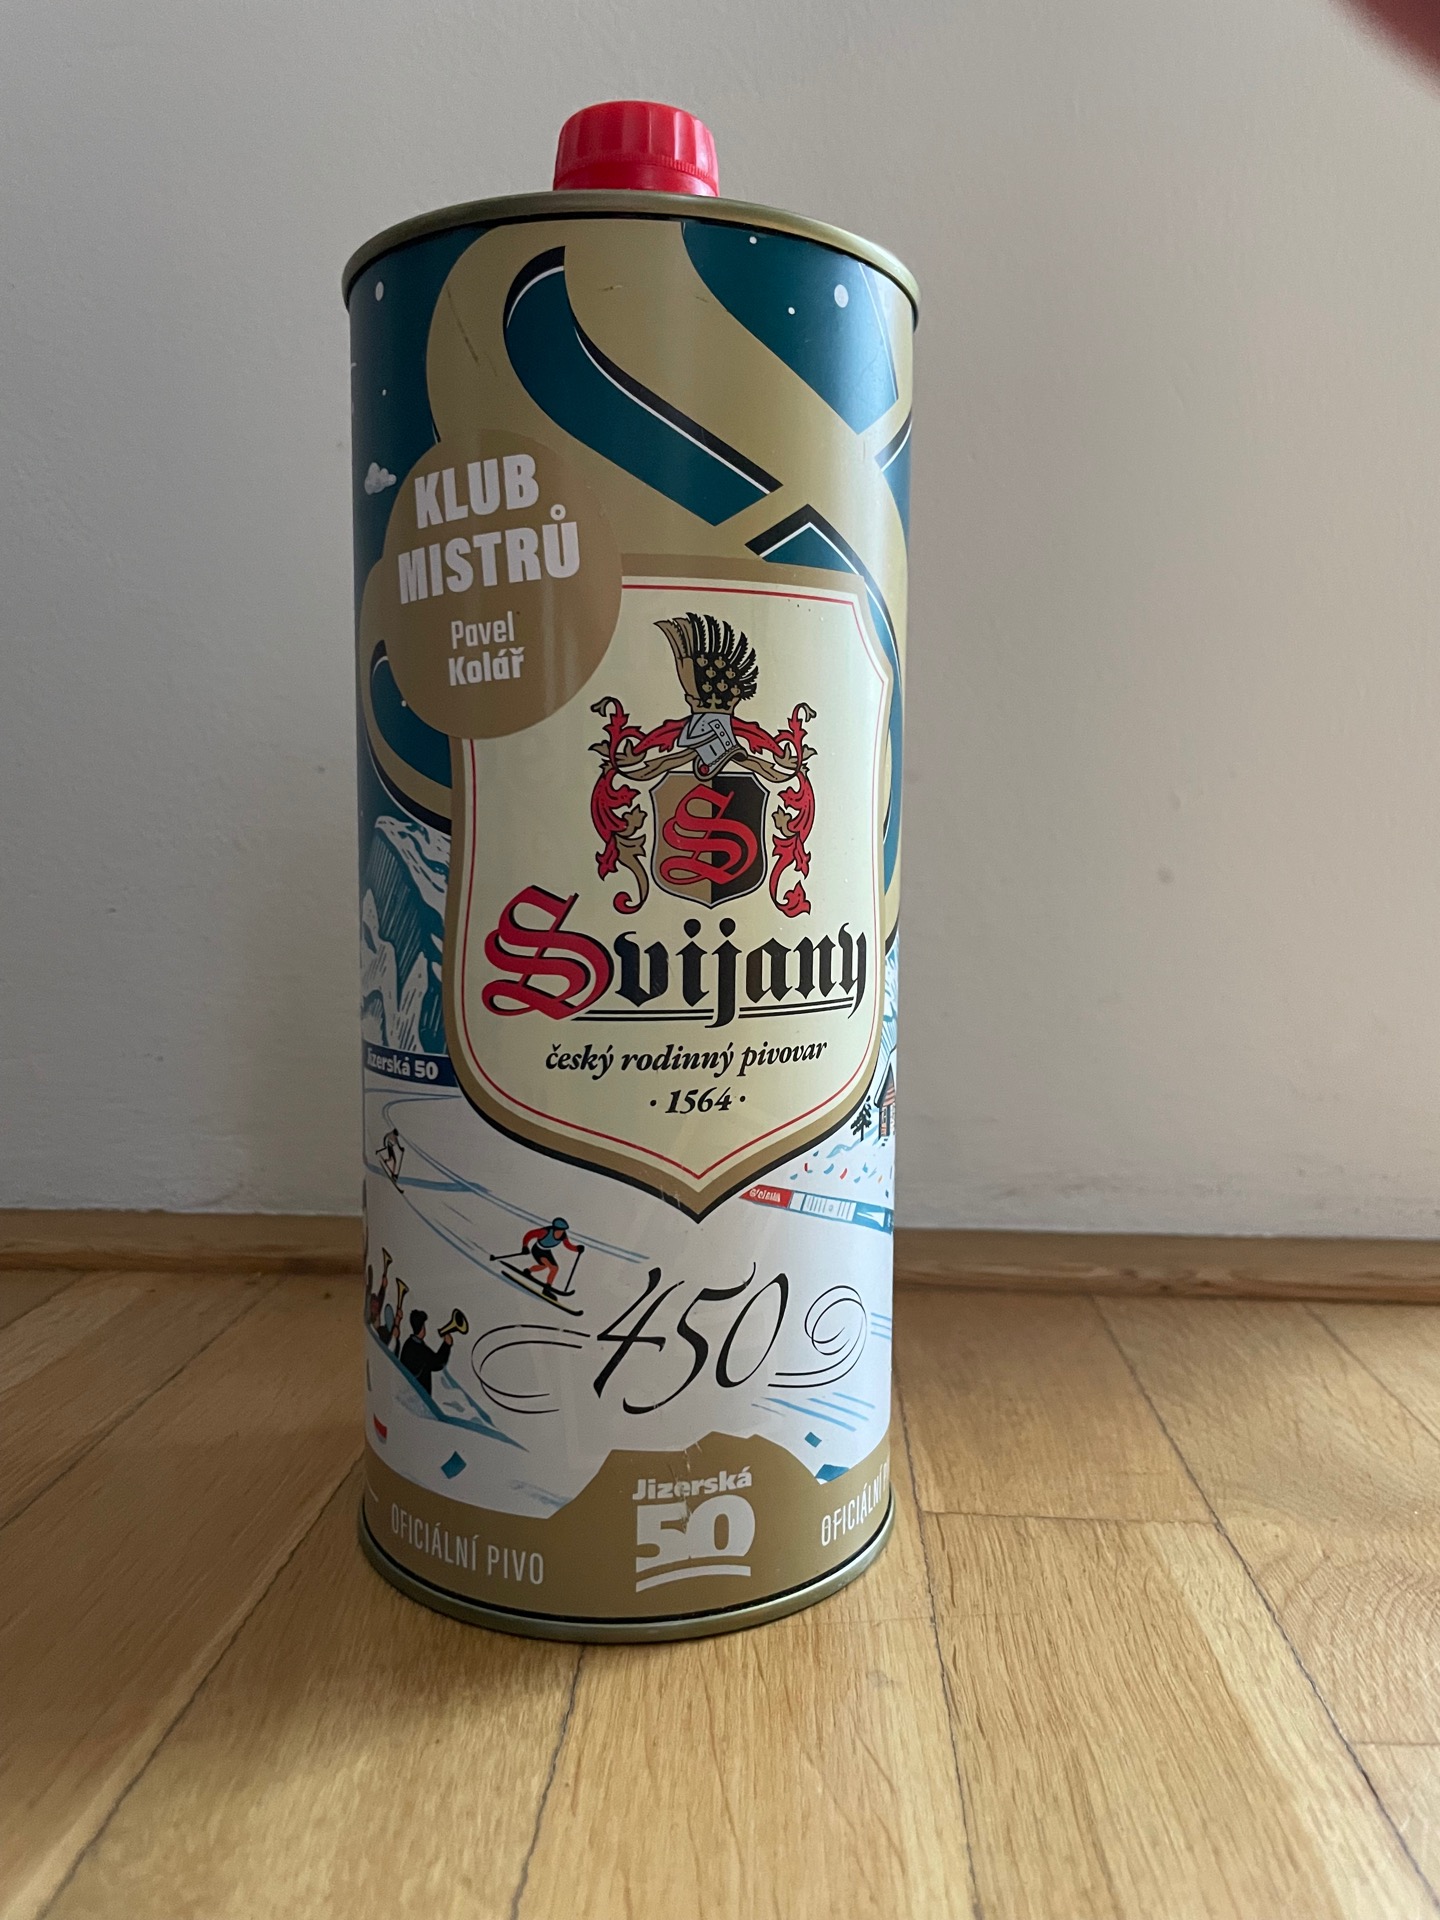 KLUB
MISTRŮ
Pavel
Kolář
S
Svijany
český rodinný pivovar
· 1564 ·
Jizerská 50
450
Jizerská
50
OFICIÁLNÍ PIVO
OFICIÁLNÍ